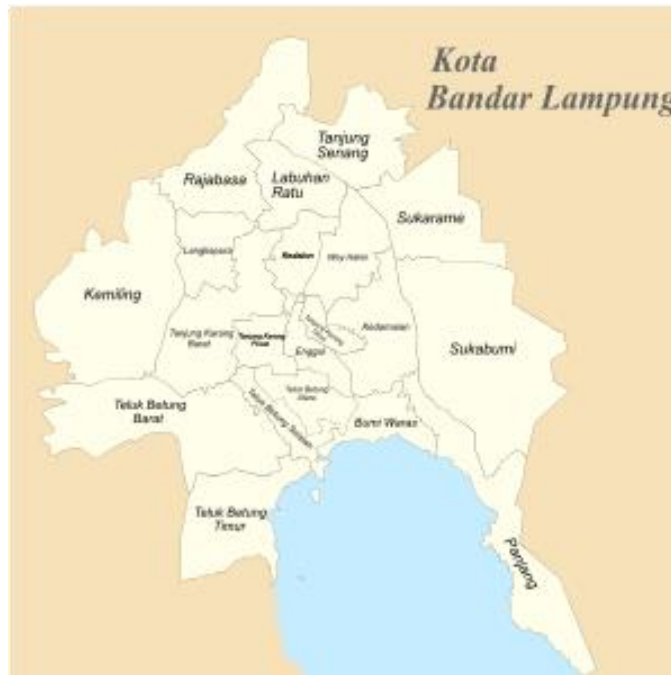 Kota
Bandar Lampung
Tanjung
Senang
Rajabasa
Labuhan
Ratu
Sukarame
Langkapura
Kedaton
Way Halim
Kemiling
Tanjung Karang
Barat
Tanjung Karang
Pusat
Kedamaian
Enggal
Sukabumi
Teluk Betung
Utara
Teluk Betung
Barat
Teluk Betung Selatan
Bumi Waras
Teluk Betung
Timur
Panjang